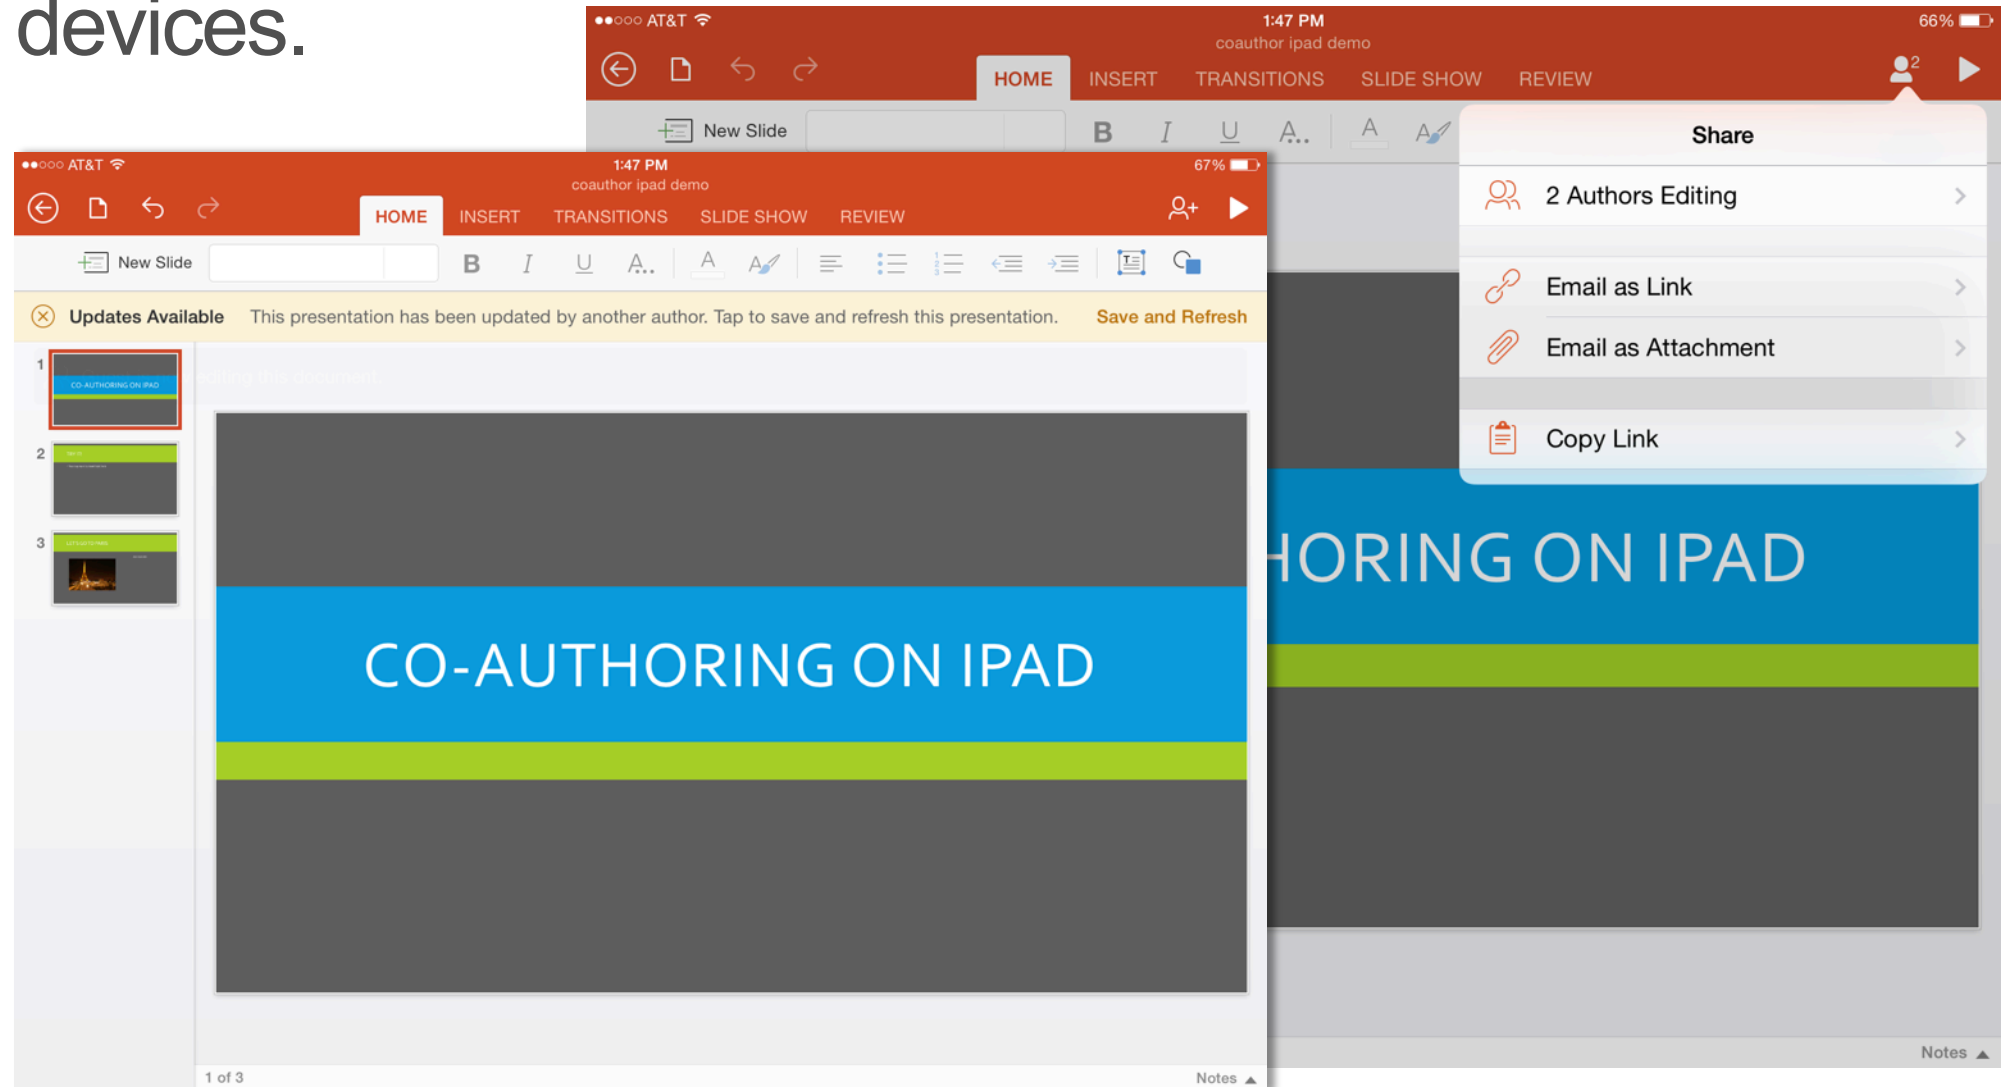 devices.
AT&T
1:47 PM
66%
coauthor ipad demo
2
HOME INSERT TRANSITIONS SLIDE SHOW REVIEW
New Slide
B I U A.. A A
Share
2 Authors Editing
Email as Link
Email as Attachment
Copy Link
HORING ON IPAD
Notes
AT&T
1:47 PM
67%
coauthor ipad demo
HOME INSERT TRANSITIONS SLIDE SHOW REVIEW
New Slide
B I U A.. A A
Updates Available This presentation has been updated by another author. Tap to save and refresh this presentation. Save and Refresh
editing this document.
1
CO-AUTHORING ON IPAD
2
3
CO-AUTHORING ON IPAD
1 of 3
Notes